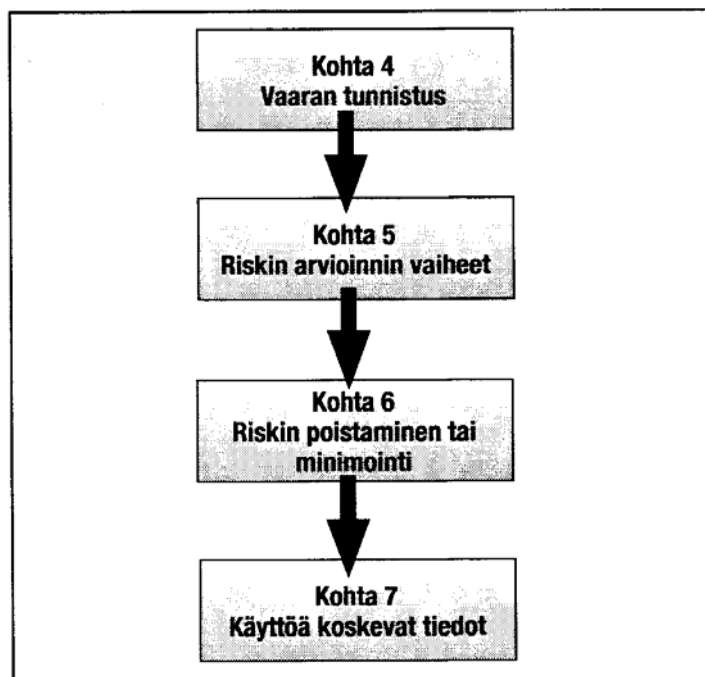 Kohta 4
Vaaran tunnistus
Kohta 5
Riskin arvioinnin vaiheet
Kohta 6
Riskin poistaminen tai
minimointi
Kohta 7
Käyttöä koskevat tiedot